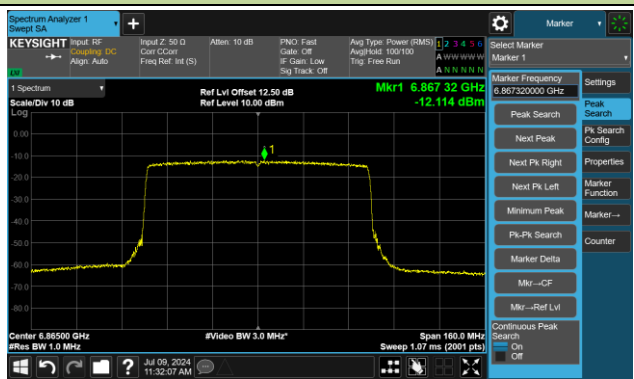 Spectrum Analyzer 1
Swept SA
Marker
KEYSIGHT
Input: RF
Coupling: DC
Align: Auto
Input Z: 50 Ω
Corr CCorr
Freq Ref: Int (S)
Atten: 10 dB
PNO: Fast
Gate: Off
IF Gain: Low
Sig Track: Off
Avg Type: Power (RMS)
Avg|Hold: 100/100
Trig: Free Run
1 2 3 4 5 6
A W W W W W
A N N N N N
LXI
Select Marker
Marker 1
1 Spectrum
Scale/Div 10 dB
Log
Ref Lvl Offset 12.50 dB
Ref Level 10.00 dBm
Mkr1 6.867 32 GHz
-12.114 dBm
1
0.00
-10.0
-20.0
-30.0
-40.0
-50.0
-60.0
-70.0
-80.0
Center 6.86500 GHz
#Res BW 1.0 MHz
#Video BW 3.0 MHz*
Span 160.0 MHz
Sweep 1.07 ms (2001 pts)
Marker Frequency
6.867320000 GHz
Peak Search
Next Peak
Next Pk Right
Next Pk Left
Minimum Peak
Pk-Pk Search
Marker Delta
Mkr→CF
Mkr→Ref Lvl
Continuous Peak
Search
On
Off
Settings
Peak
Search
Pk Search
Config
Properties
Marker
Function
Marker→
Counter
?
Jul 09, 2024
11:32:07 AM